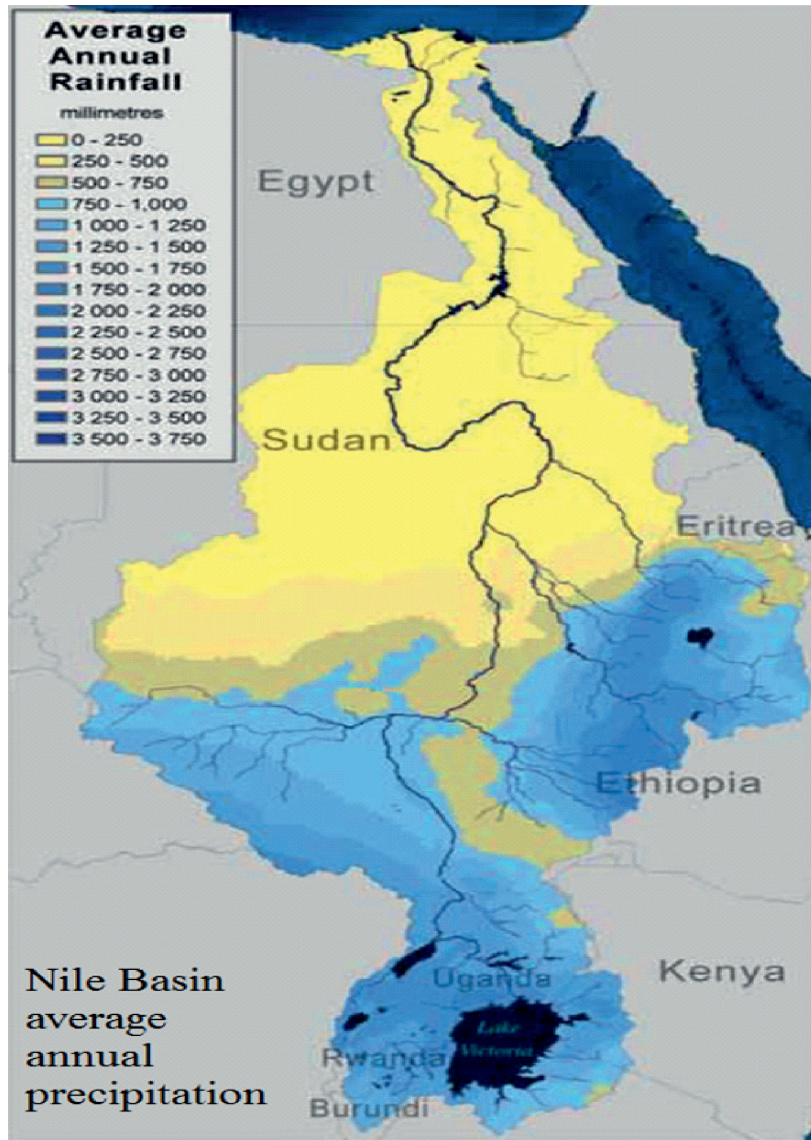 Average
Annual
Rainfall
millimetres
0 - 250
250 - 500
500 - 750
750 - 1,000
1 000 - 1 250
1 250 - 1 500
1 500 - 1 750
1 750 - 2 000
2 000 - 2 250
2 250 - 2 500
2 500 - 2 750
2 750 - 3 000
3 000 - 3 250
3 250 - 3 500
3 500 - 3 750
Egypt
Sudan
Eritrea
Ethiopia
Kenya
Uganda
Lake
Victoria
Rwanda
Burundi
Nile Basin
average
annual
precipitation